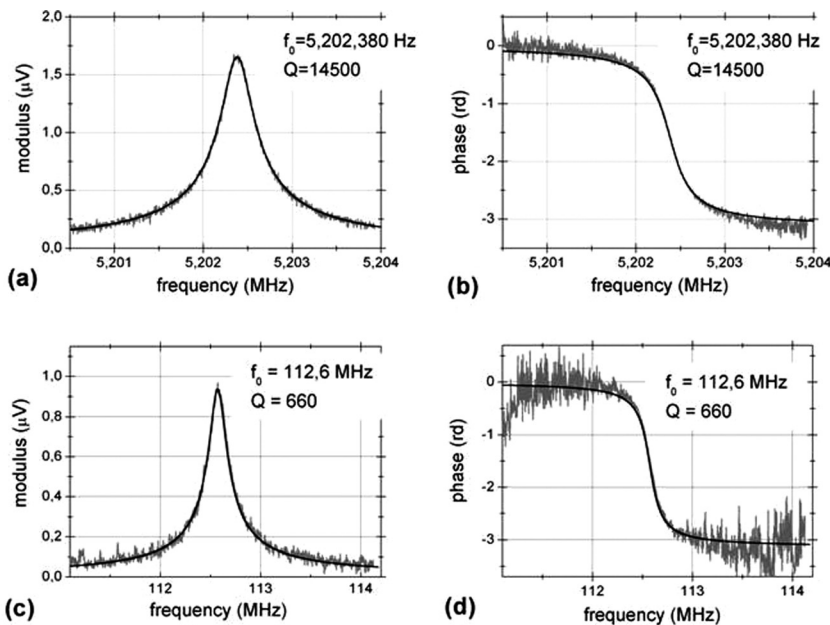 2,0
1,5
1,0
0,5
0,0
modulus (µV)
f₀=5,202,380 Hz
Q=14500
5,201 5,202 5,203 5,204
frequency (MHz)
(a)
0
-1
-2
-3
phase (rd)
f₀=5,202,380 Hz
Q=14500
5,201 5,202 5,203 5,204
frequency (MHz)
(b)
1,0
0,8
0,6
0,4
0,2
0,0
modulus (µV)
f₀ = 112,6 MHz
Q = 660
112 113 114
frequency (MHz)
(c)
0
-1
-2
-3
phase (rd)
f₀ = 112,6 MHz
Q = 660
112 113 114
frequency (MHz)
(d)